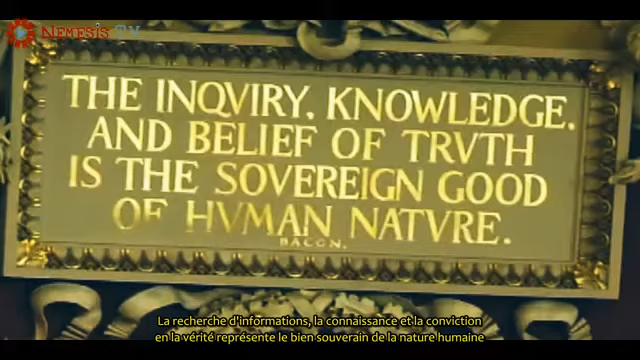 NEMESIS TV
THE INQVIRY, KNOWLEDGE,
AND BELIEF OF TRVTH
IS THE SOVEREIGN GOOD
OF HVMAN NATVRE.
BACON.
La recherche d'informations, la connaissance et la conviction
en la vérité représente le bien souverain de la nature humaine